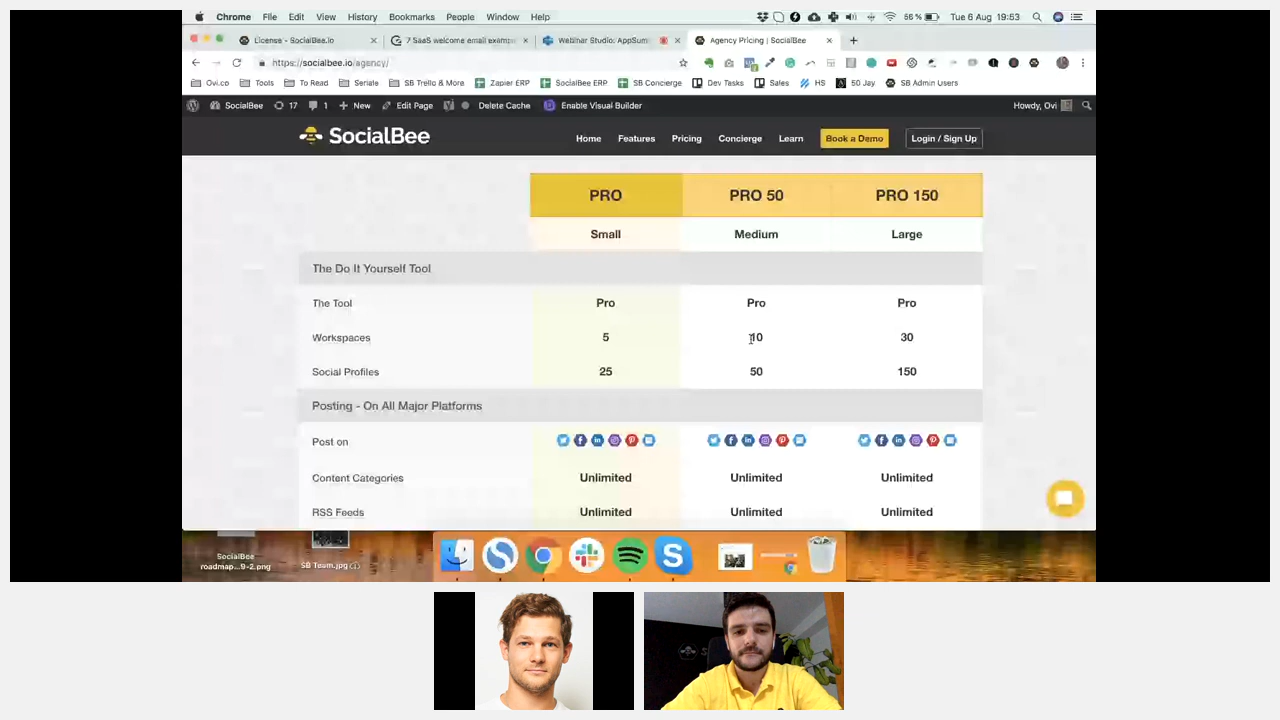 Chrome File Edit View History Bookmarks People Window Help 56 % Tue 6 Aug 19:53
License - SocialBee.io 7 SaaS welcome email exampl Webinar Studio: AppSum Agency Pricing | SocialBee
https://socialbee.io/agency/
Ovi.co Tools To Read Seriale SB Trello & More Zapier ERP SocialBee ERP SB Concierge Dev Tasks Sales HS 50 Jay SB Admin Users
SocialBee 17 1 New Edit Page Delete Cache Enable Visual Builder Howdy, Ovi
SocialBee Home Features Pricing Concierge Learn Book a Demo Login / Sign Up
PRO PRO 50 PRO 150
Small Medium Large
The Do It Yourself Tool
The Tool Pro Pro Pro
Workspaces 5 10 30
Social Profiles 25 50 150
Posting - On All Major Platforms
Post on
Content Categories Unlimited Unlimited Unlimited
RSS Feeds Unlimited Unlimited Unlimited
SocialBee
roadmap...9-2.png
SB Team.jpg